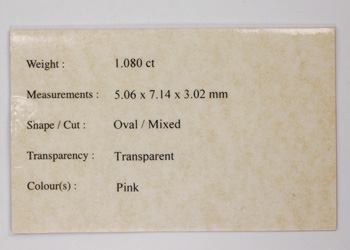 Weight : 1.080 ct
Measurements : 5.06 x 7.14 x 3.02 mm
Snape / Cut : Oval / Mixed
Transparency : Transparent
Colour(s) : Pink